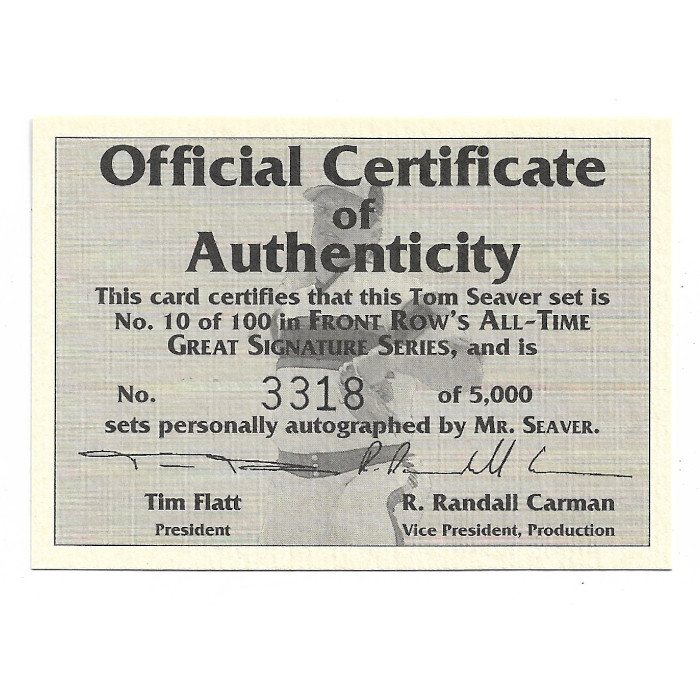 Official Certificate
of
Authenticity
This card certifies that this Tom Seaver set is
No. 10 of 100 in FRONT ROW'S ALL-TIME
GREAT SIGNATURE SERIES, and is
No. 3318 of 5,000
sets personally autographed by MR. SEAVER.
Tim Flatt R. Randall Carman
President Vice President, Production